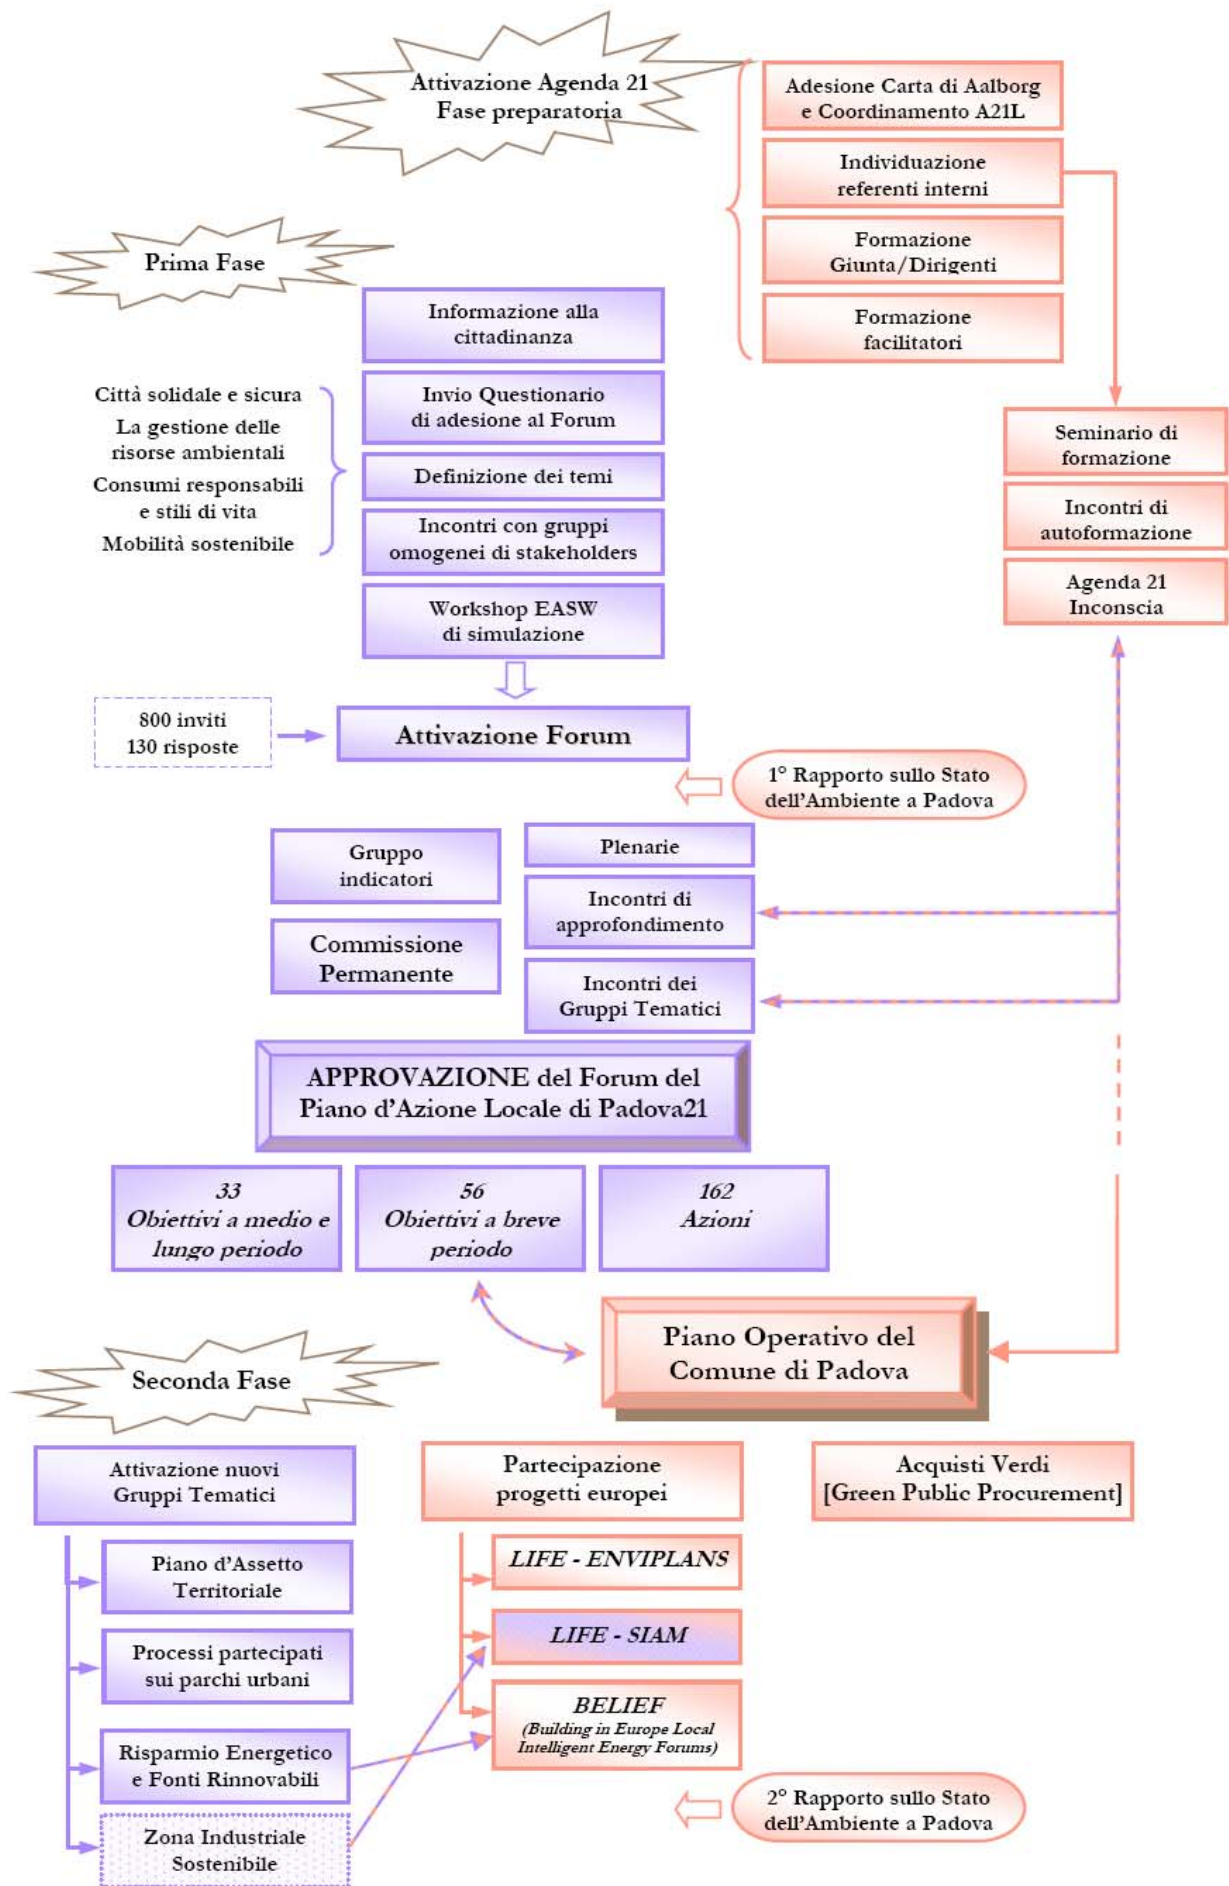 Attivazione Agenda 21
Fase preparatoria
Adesione Carta di Aalborg
e Coordinamento A21L
Individuazione
referenti interni
Formazione
Giunta/Dirigenti
Formazione
facilitatori
Prima Fase
Informazione alla
cittadinanza
Invio Questionario
di adesione al Forum
Definizione dei temi
Incontri con gruppi
omogenei di stakeholders
Workshop EASW
di simulazione
Città solidale e sicura
La gestione delle
risorse ambientali
Consumi responsabili
e stili di vita
Mobilità sostenibile
Seminario di
formazione
Incontri di
autoformazione
Agenda 21
Inconscia
800 inviti
130 risposte
Attivazione Forum
1° Rapporto sullo Stato
dell'Ambiente a Padova
Gruppo
indicatori
Commissione
Permanente
Plenarie
Incontri di
approfondimento
Incontri dei
Gruppi Tematici
APPROVAZIONE del Forum del
Piano d'Azione Locale di Padova21
33
Obiettivi a medio e
lungo periodo
56
Obiettivi a breve
periodo
162
Azioni
Piano Operativo del
Comune di Padova
Seconda Fase
Attivazione nuovi
Gruppi Tematici
Piano d'Assetto
Territoriale
Processi partecipati
sui parchi urbani
Risparmio Energetico
e Fonti Rinnovabili
Zona Industriale
Sostenibile
Partecipazione
progetti europei
LIFE - ENVIPLANS
LIFE - SIAM
BELIEF
(Building in Europe Local
Intelligent Energy Forums)
Acquisti Verdi
[Green Public Procurement]
2° Rapporto sullo Stato
dell'Ambiente a Padova